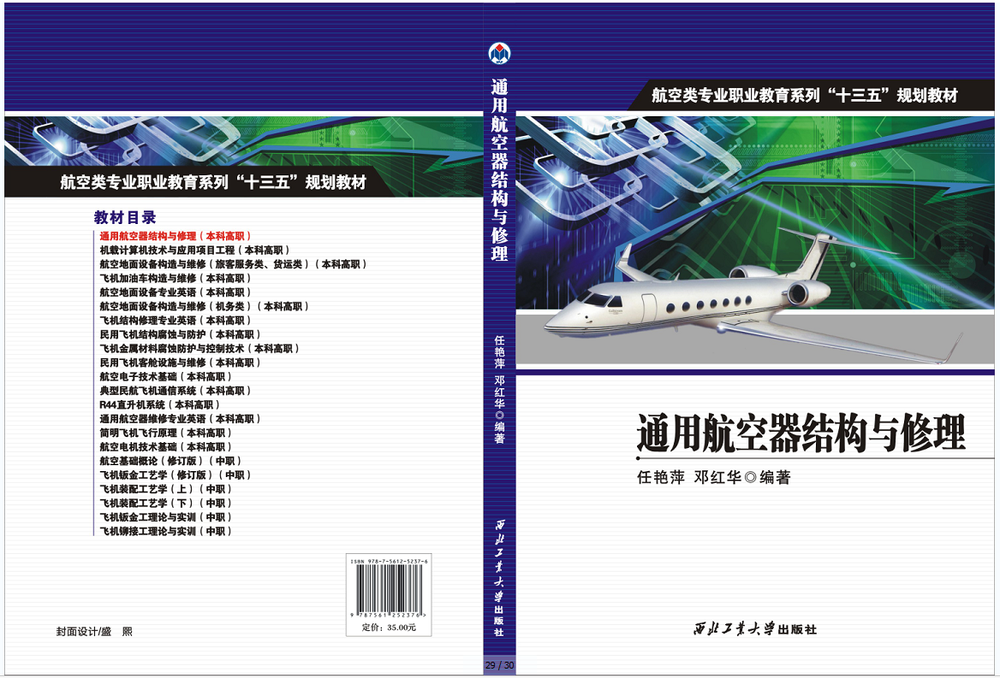 航空类专业职业教育系列“十三五”规划教材
教材目录
通用航空器结构与修理（本科高职）
机载计算机技术与应用项目工程（本科高职）
航空地面设备构造与维修（旅客服务类、货运类）（本科高职）
飞机加油车构造与维修（本科高职）
航空地面设备专业英语（本科高职）
航空地面设备构造与维修（机务类）（本科高职）
飞机结构修理专业英语（本科高职）
民用飞机结构腐蚀与防护（本科高职）
飞机金属材料腐蚀防护与控制技术（本科高职）
民用飞机客舱设施与维修（本科高职）
航空电子技术基础（本科高职）
典型民航飞机通信系统（本科高职）
R44直升机系统（本科高职）
通用航空器维修专业英语（本科高职）
简明飞机飞行原理（本科高职）
航空电机技术基础（本科高职）
航空基础概论（修订版）（中职）
飞机钣金工艺学（修订版）（中职）
飞机装配工艺学（上）（中职）
飞机装配工艺学（下）（中职）
飞机钣金工理论与实训（中职）
飞机铆接工理论与实训（中职）
ISBN 978-7-5612-5237-6
9 787561 252376 >
定价：35.00元
封面设计/盛 熙
通用航空器结构与修理
任艳萍 邓红华◎编著
西北工业大学出版社
29 / 30
航空类专业职业教育系列“十三五”规划教材
通用航空器结构与修理
任艳萍 邓红华◎编著
西北工业大学出版社